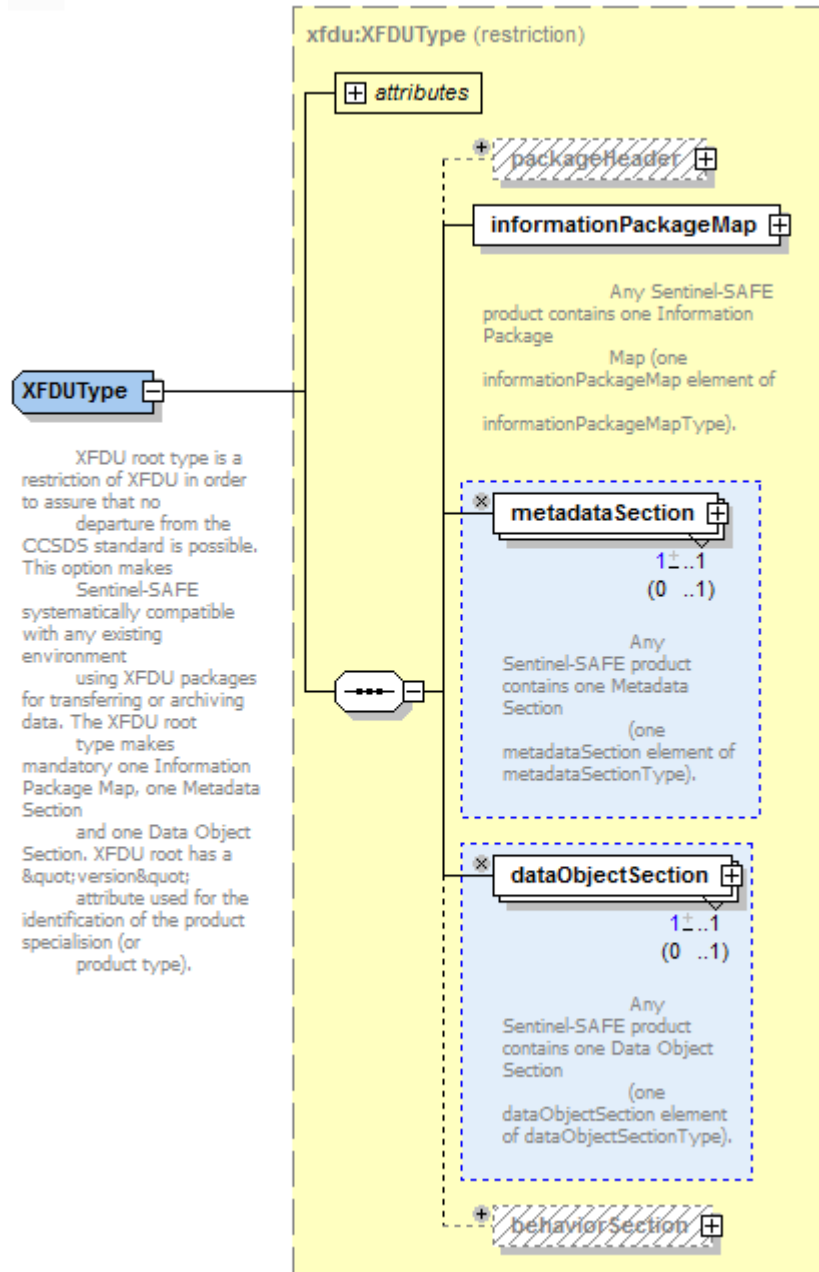 xfdu:XFDUType (restriction)
attributes
packageHeader
informationPackageMap
Any Sentinel-SAFE
product contains one Information
Package
Map (one
informationPackageMap element of
informationPackageMapType).
XFDUType
XFDU root type is a
restriction of XFDU in order
to assure that no
departure from the
CCSDS standard is possible.
This option makes
Sentinel-SAFE
systematically compatible
with any existing
environment
using XFDU packages
for transferring or archiving
data. The XFDU root
type makes
mandatory one Information
Package Map, one Metadata
Section
and one Data Object
Section. XFDU root has a
&quot;version&quot;
attribute used for the
identification of the product
specialision (or
product type).
metadataSection
1±..1
(0 ..1)
Any
Sentinel-SAFE product
contains one Metadata
Section
(one
metadataSection element of
metadataSectionType).
dataObjectSection
1±..1
(0 ..1)
Any
Sentinel-SAFE product
contains one Data Object
Section
(one
dataObjectSection element
of dataObjectSectionType).
behaviorSection